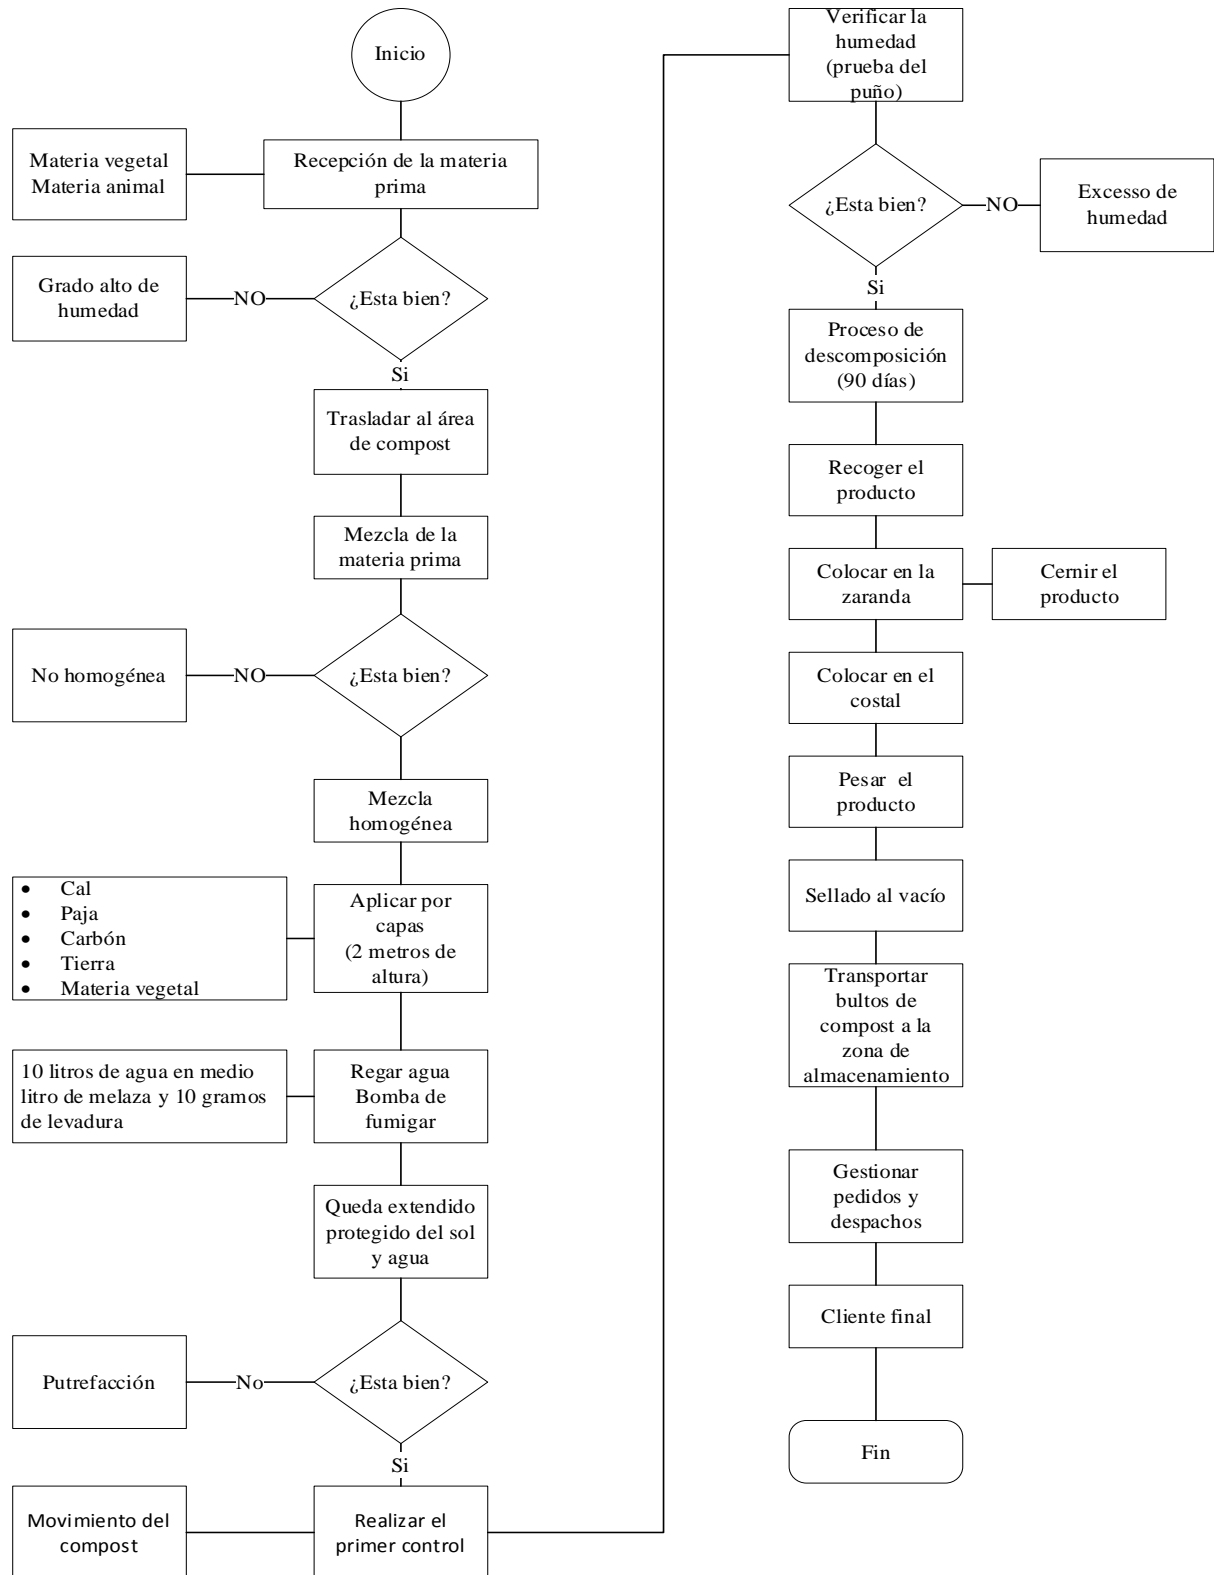 Inicio
Materia vegetal
Materia animal
Recepción de la materia
prima
Grado alto de
humedad
NO
¿Esta bien?
Si
Trasladar al área
de compost
Mezcla de la
materia prima
No homogénea
NO
¿Esta bien?
Mezcla
homogénea
• Cal
• Paja
• Carbón
• Tierra
• Materia vegetal
Aplicar por
capas
(2 metros de
altura)
10 litros de agua en medio
litro de melaza y 10 gramos
de levadura
Regar agua
Bomba de
fumigar
Queda extendido
protegido del sol
y agua
Putrefacción
No
¿Esta bien?
Si
Movimiento del
compost
Realizar el
primer control
Verificar la
humedad
(prueba del
puño)
¿Esta bien?
NO
Excesso de
humedad
Si
Proceso de
descomposición
(90 días)
Recoger el
producto
Colocar en la
zaranda
Cernir el
producto
Colocar en el
costal
Pesar el
producto
Sellado al vacío
Transportar
bultos de
compost a la
zona de
almacenamiento
Gestionar
pedidos y
despachos
Cliente final
Fin